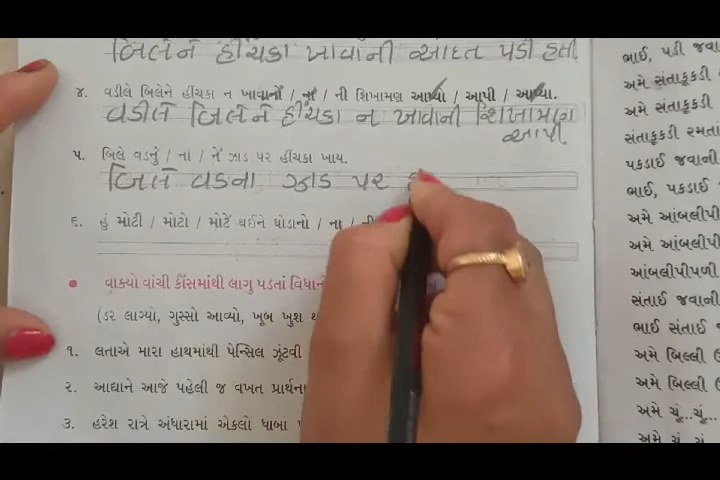 બિલેને હીંચકા ખાવાની આદત પડી હતી
૪. વડીલે બિલેને હીંચકા ન ખાવાનો / ના / ની શિખામણ આપ્યો / આપી / આપ્યા.
વડીલે બિલેને હીંચકા ન ખાવાની શિખામણ
આપી.
૫. બિલે વડનું / ના / ને ઝાડ પર હીંચકા ખાય.
બિલે વડના ઝાડ પર
૬. હું મોટી / મોટો / મોટું થઈને ઘોડાનો / ના / ની
• વાક્યો વાંચી કૌંસમાંથી લાગુ પડતાં વિધાનો
(ડર લાગ્યો, ગુસ્સો આવ્યો, ખૂબ ખુશ
૧. લતાએ મારા હાથમાંથી પેન્સિલ ઝૂંટવી
૨. આદ્યાને આજે પહેલી જ વખત પ્રાર્થના
૩. હરેશ રાત્રે અંધારામાં એકલો ધાબા
ભાઈ, પડી જવા
અમે સંતાકૂકડી
અમે સંતાકૂકડી
સંતાકૂકડી રમતા
પકડાઈ જવાની
ભાઈ, પકડાઈ
અમે આંબલીપી
અમે આંબલીપી
આંબલીપીપળી
સંતાઈ જવાની
ભાઈ સંતાઈ
અમે બિલ્લી
અમે બિલ્લી
અમે ચૂં...ચૂં...
અમે ચૂં ચૂં